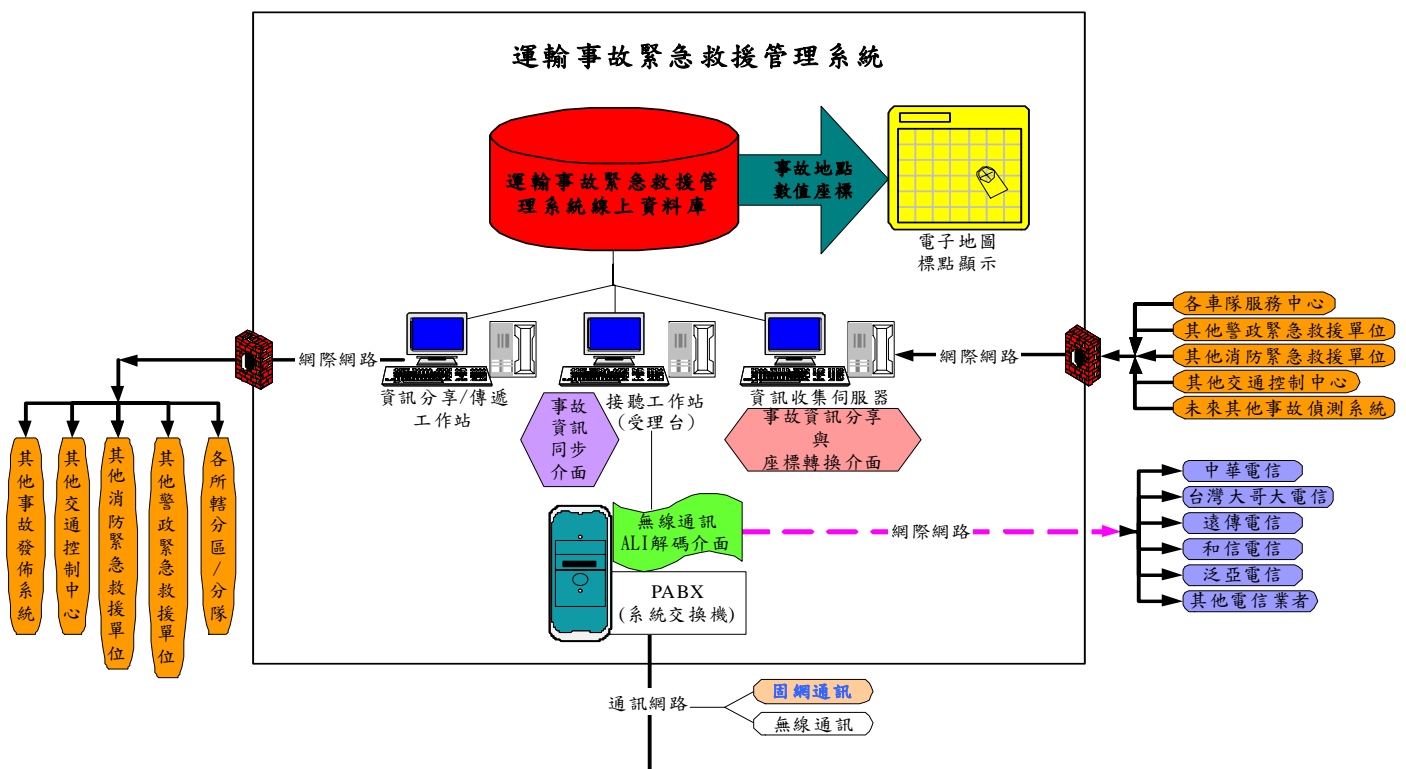 運輸事故緊急救援管理系統
運輸事故緊急救援管
理系統線上資料庫
事故地點
數值座標
電子地圖
標點顯示
網際網路
資訊分享/傳遞
工作站
接聽工作站
(受理台)
資訊收集伺服器
網際網路
各車隊服務中心
其他警政緊急救援單位
其他消防緊急救援單位
其他交通控制中心
未來其他事故偵測系統
事故
資訊
同步
介面
事故資訊分享
與
座標轉換介面
其他事故發佈系統
其他交通控制中心
其他消防緊急救援單位
其他警政緊急救援單位
各所轄分區/分隊
無線通訊
ALI解碼介面
網際網路
中華電信
台灣大哥大電信
遠傳電信
和信電信
泛亞電信
其他電信業者
PABX
(系統交換機)
通訊網路
固網通訊
無線通訊